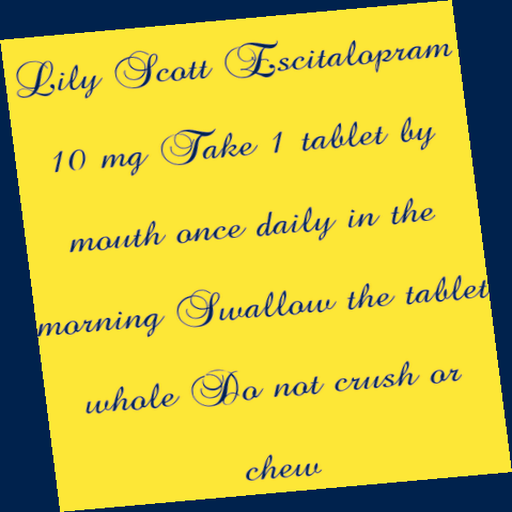 Lily Scott Escitalopram
10 mg Take 1 tablet by
mouth once daily in the
morning Swallow the tablet
whole Do not crush or
chew